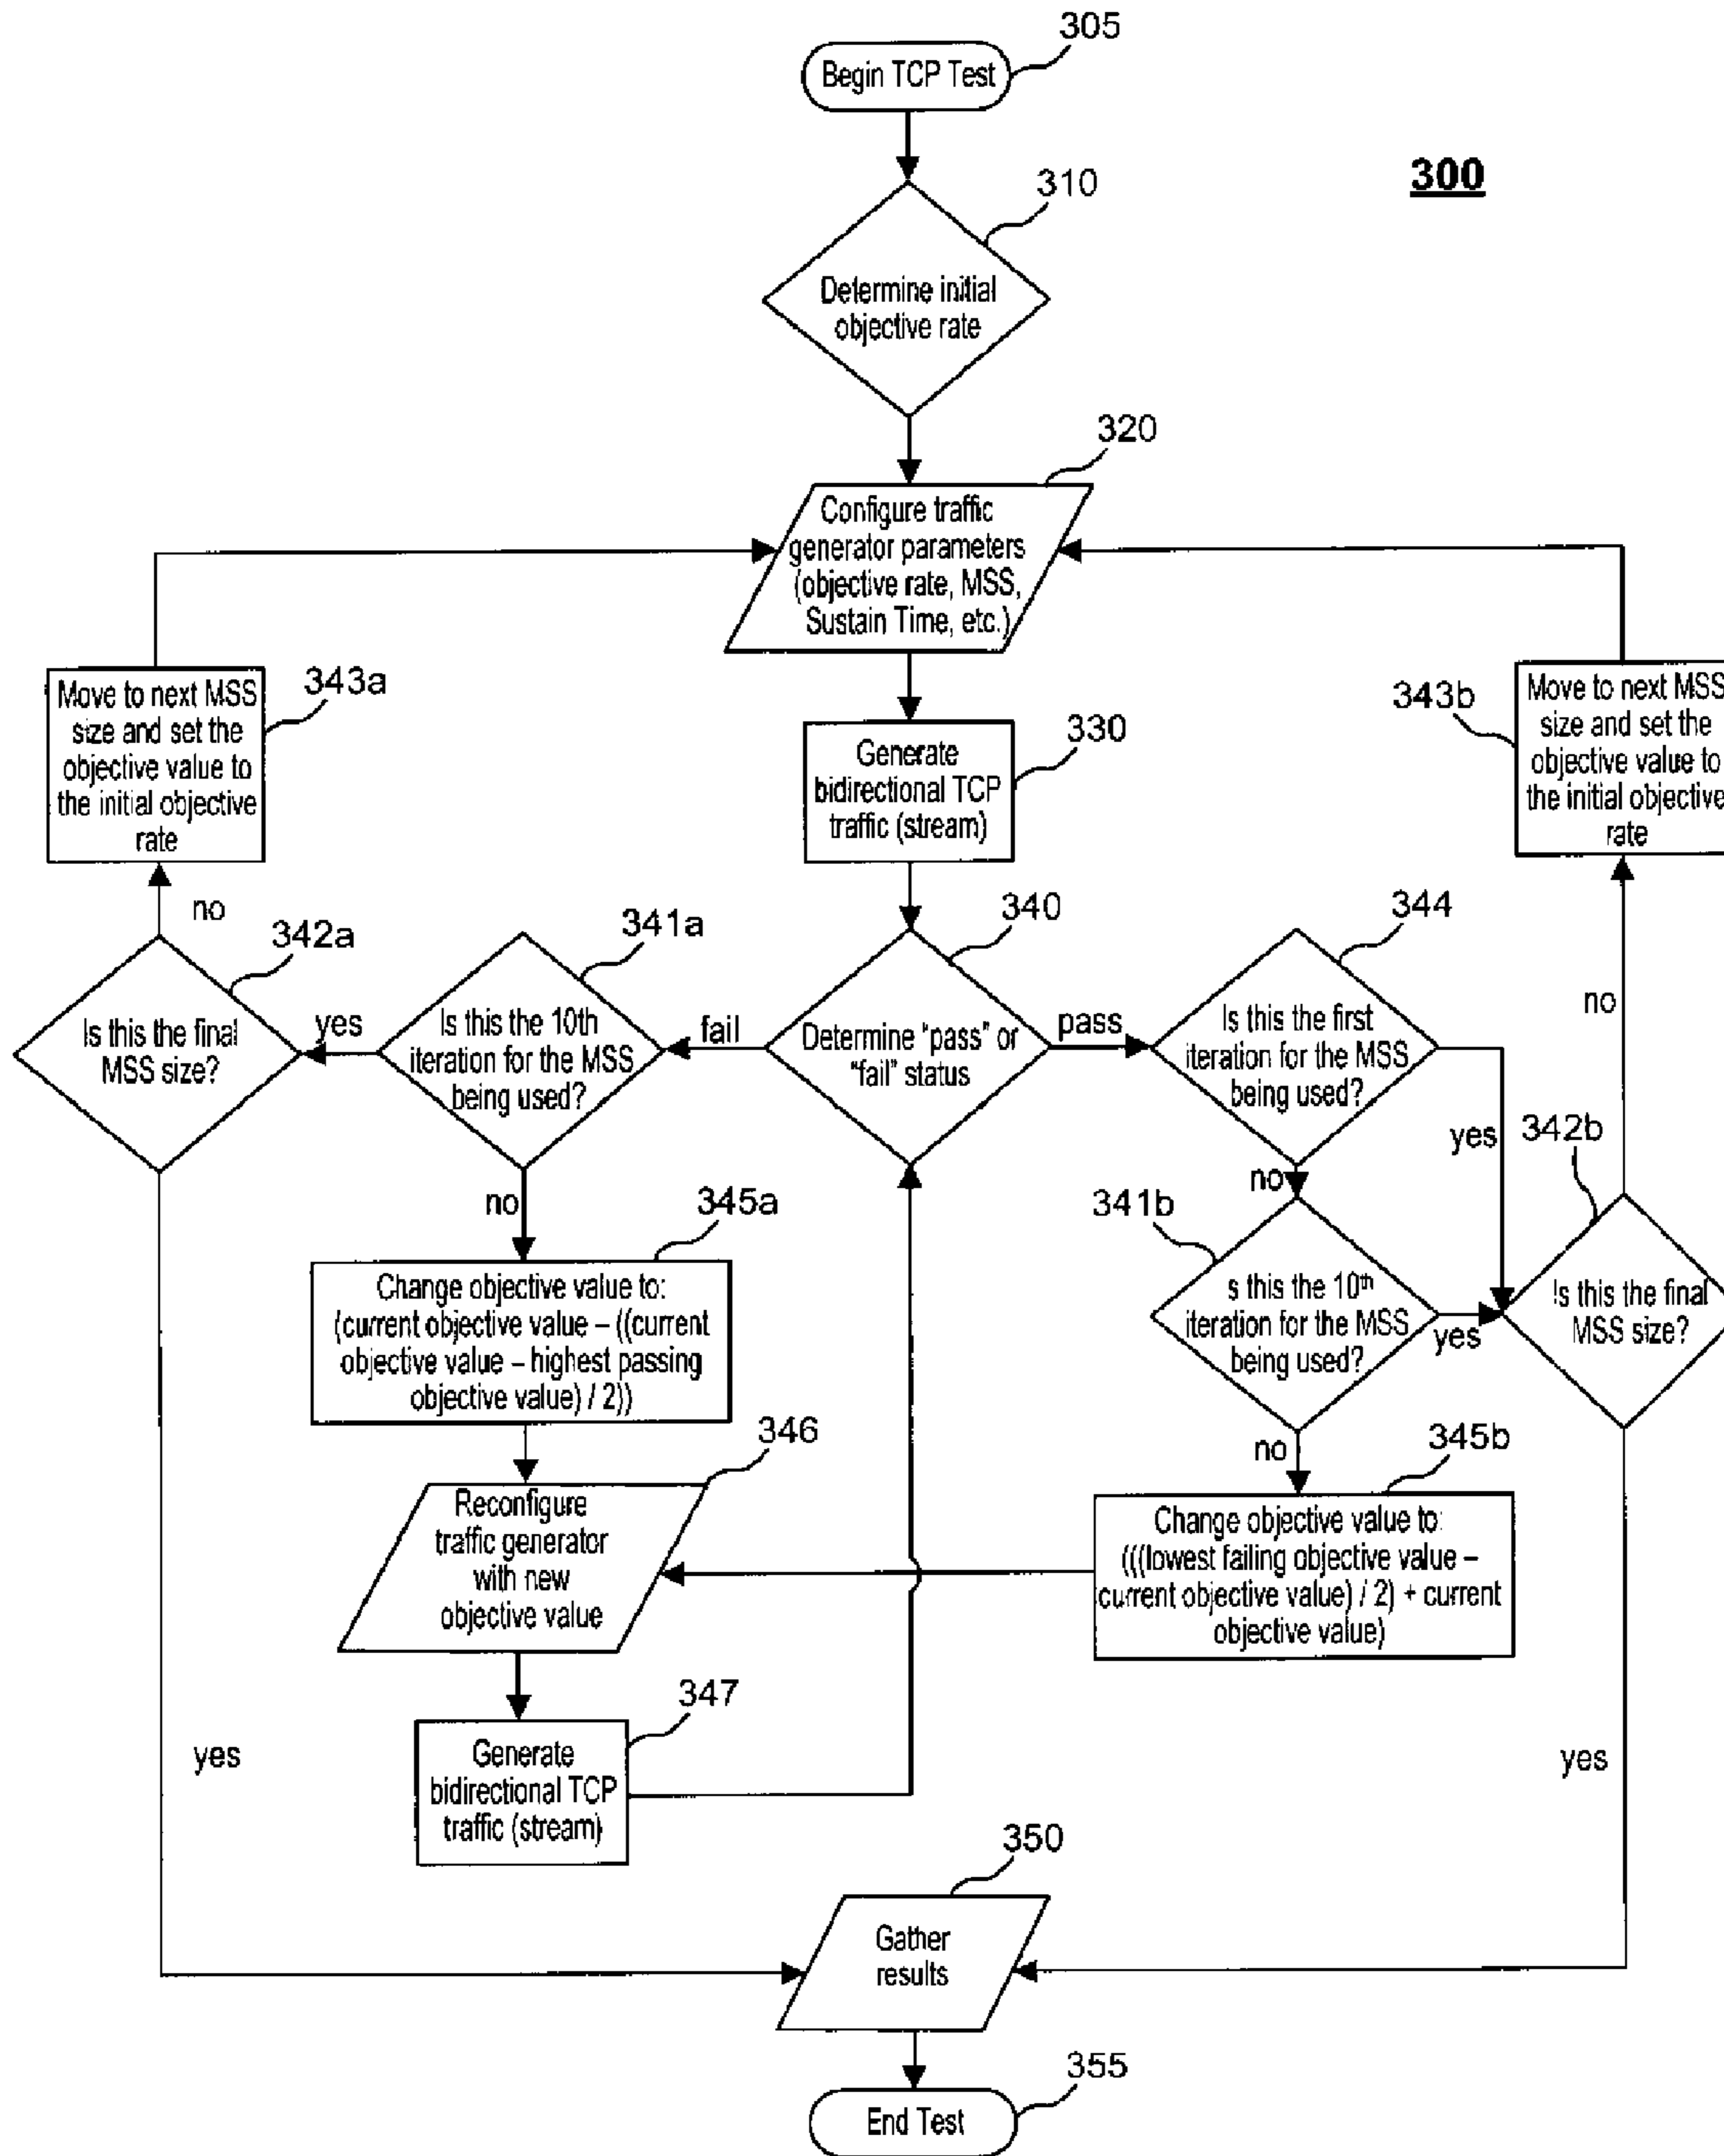 305
Begin TCP Test
300
310
Determine initial
objective rate
320
Configure traffic
generator parameters
(objective rate, MSS,
Sustain Time, etc.)
343a
Move to next MSS
size and set the
objective value to
the initial objective
rate
330
Generate
bidirectional TCP
traffic (stream)
343b
Move to next MSS
size and set the
objective value to
the initial objective
rate
no
342a
Is this the final
MSS size?
yes
341a
Is this the 10th
iteration for the MSS
being used?
fail
340
Determine "pass" or
"fail" status
pass
344
Is this the first
iteration for the MSS
being used?
no
yes
342b
no
345a
Change objective value to:
(current objective value – ((current
objective value – highest passing
objective value) / 2))
no
341b
s this the 10th
iteration for the MSS
being used?
yes
Is this the final
MSS size?
346
Reconfigure
traffic generator
with new
objective value
no
345b
Change objective value to:
(((lowest failing objective value –
current objective value) / 2) + current
objective value)
347
Generate
bidirectional TCP
traffic (stream)
yes
yes
350
Gather
results
355
End Test